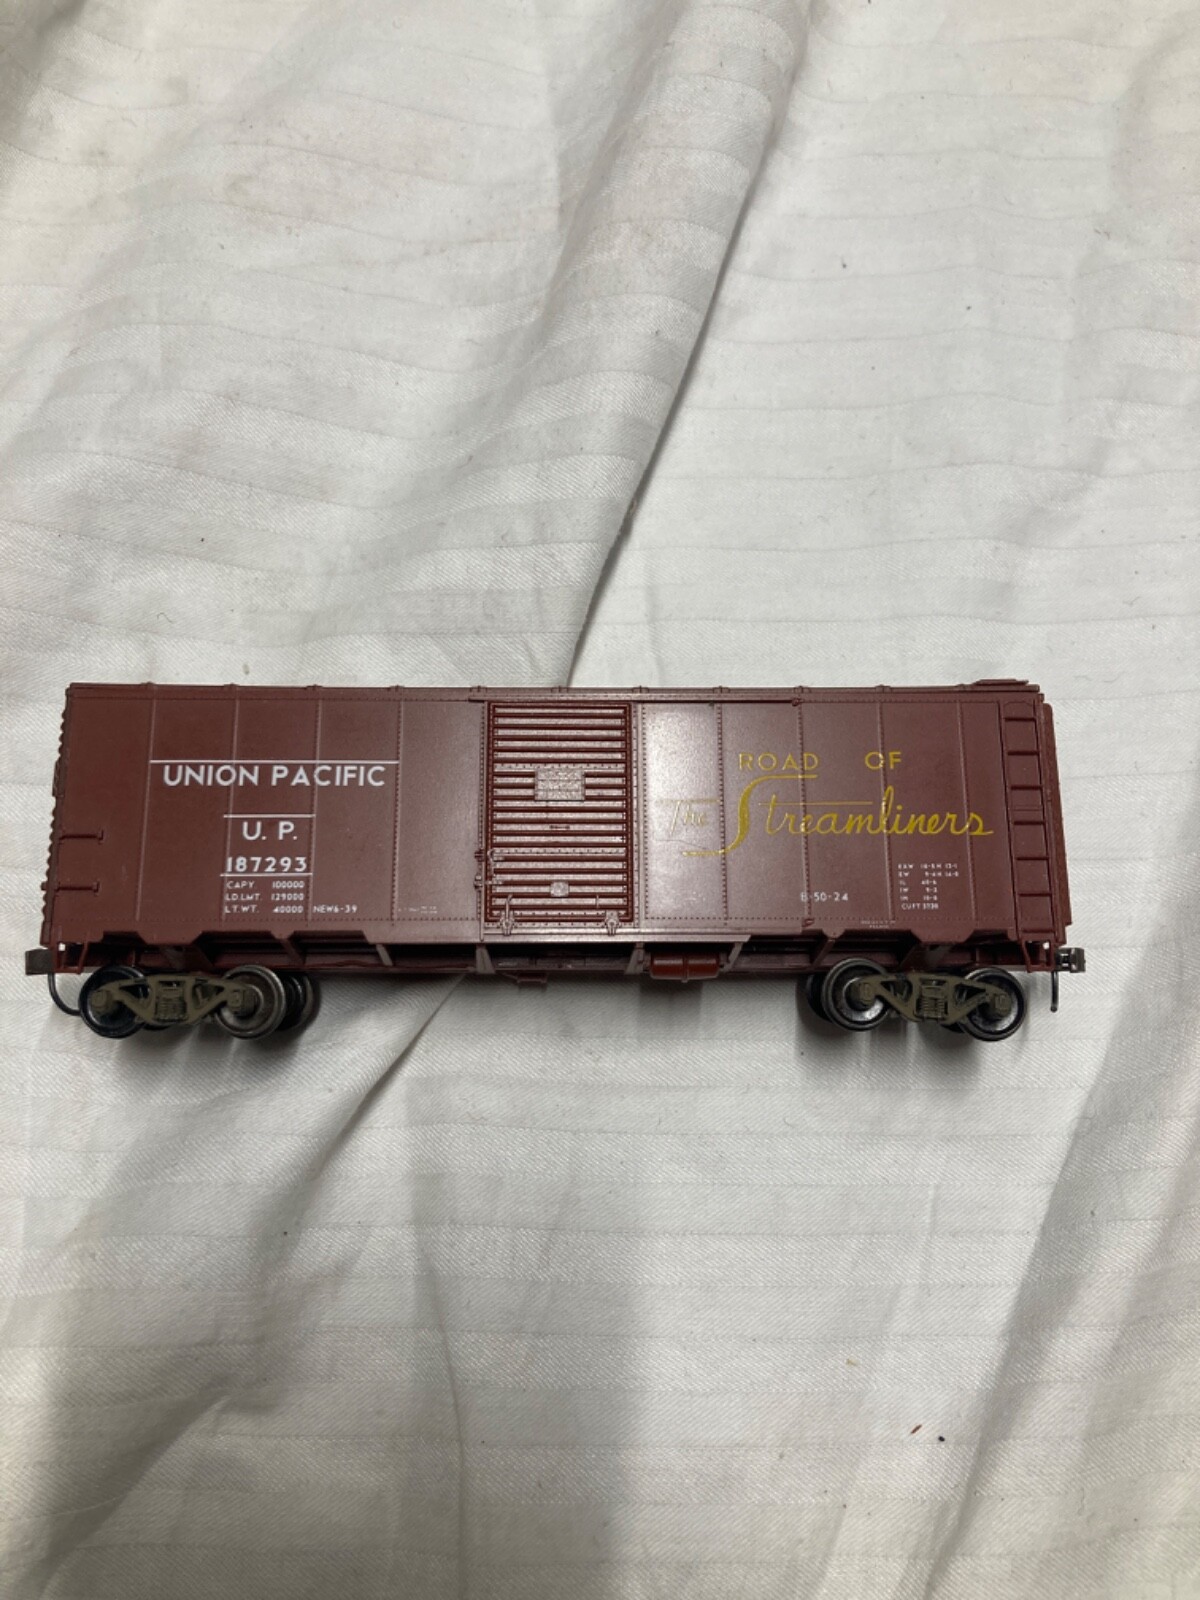 UNION PACIFIC
U. P.
187293
CAPY 100000
LD.LMT. 129000
LT.WT. 40000 NEW6-39
ROAD OF
The Streamliners
B-50-24